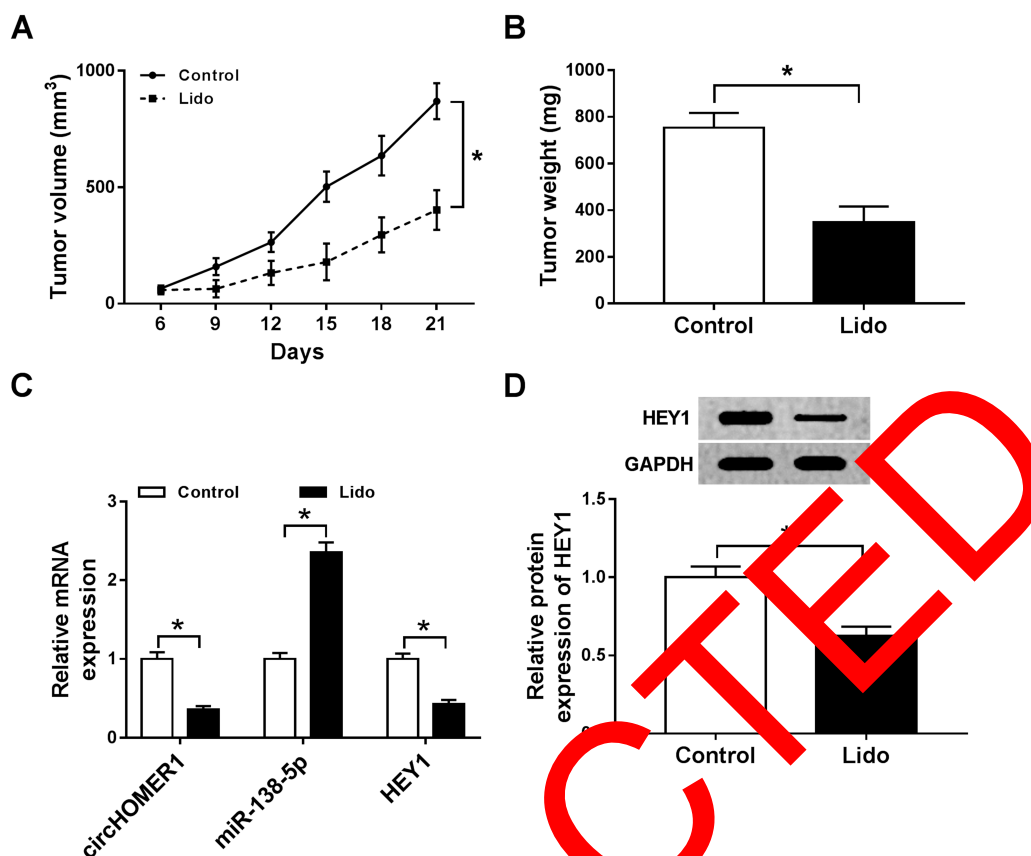 A
Tumor volume (mm³)
1000
500
0
Control
Lido
*
6 9 12 15 18 21
Days
B
Tumor weight (mg)
1000
800
600
400
200
0
*
Control Lido
C
Relative mRNA
expression
3
2
1
0
Control Lido
*
*
*
circHOMER1
miR-138-5p
HEY1
D
HEY1
GAPDH
Relative protein
expression of HEY1
1.5
1.0
0.5
Control Lido
CTED